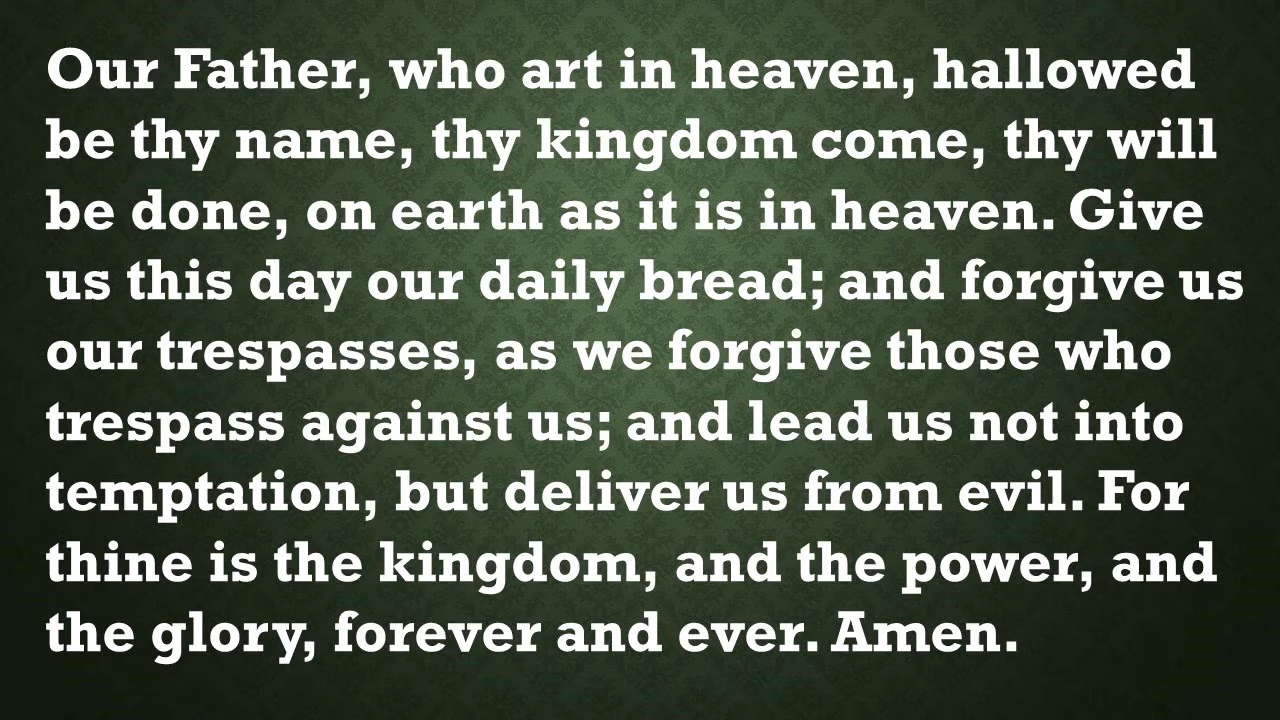 Our Father, who art in heaven, hallowed
be thy name, thy kingdom come, thy will
be done, on earth as it is in heaven. Give
us this day our daily bread; and forgive us
our trespasses, as we forgive those who
trespass against us; and lead us not into
temptation, but deliver us from evil. For
thine is the kingdom, and the power, and
the glory, forever and ever. Amen.